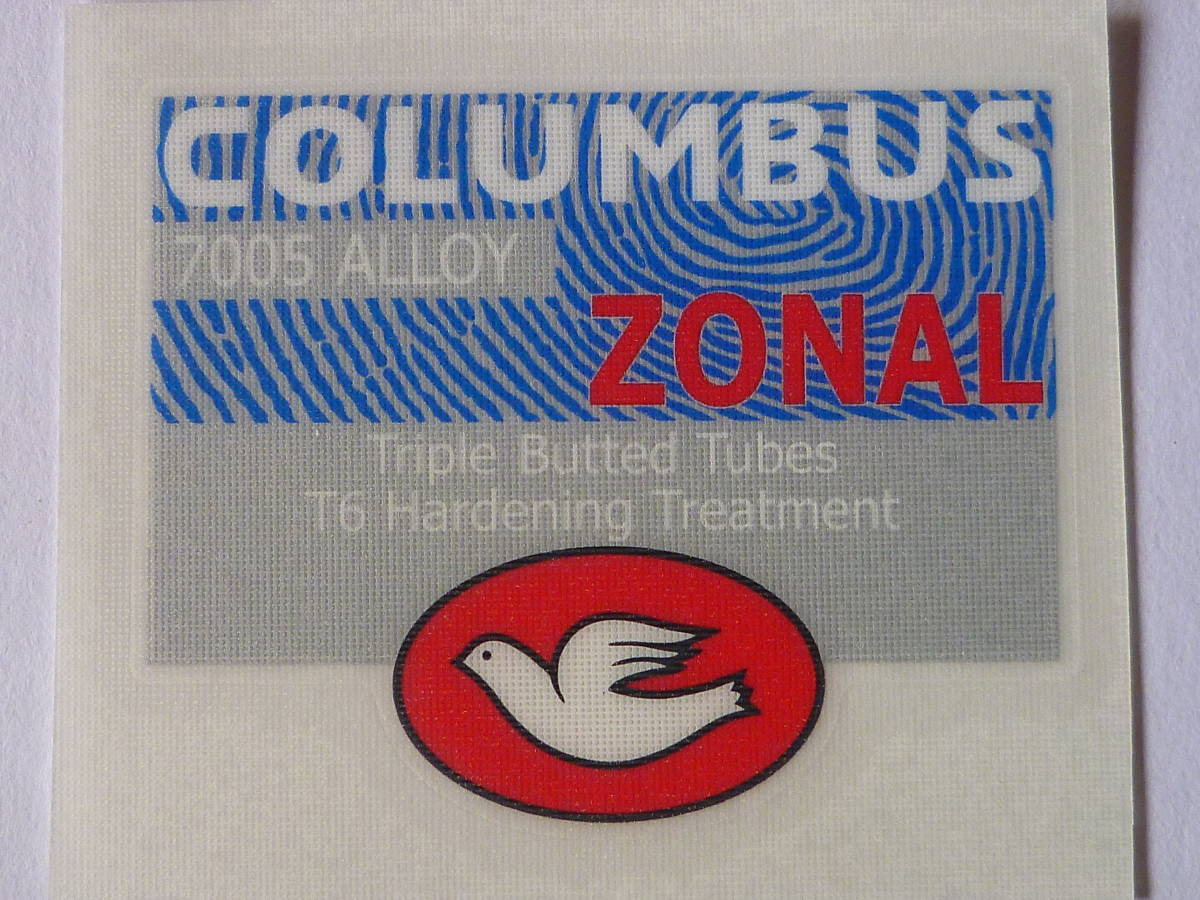 COLUMBUS
7005 ALLOY
ZONAL
Triple Butted Tubes
T6 Hardening Treatment